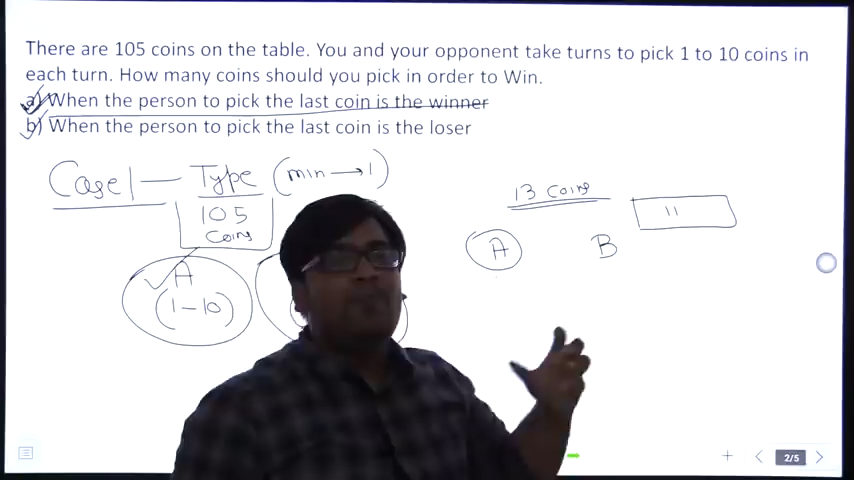 There are 105 coins on the table. You and your opponent take turns to pick 1 to 10 coins in
each turn. How many coins should you pick in order to Win.
a) When the person to pick the last coin is the winner
b) When the person to pick the last coin is the loser
Case 1 — Type (min → 1)
105
Coins
13 coins
11
A
(1-10)
A
B
2/5